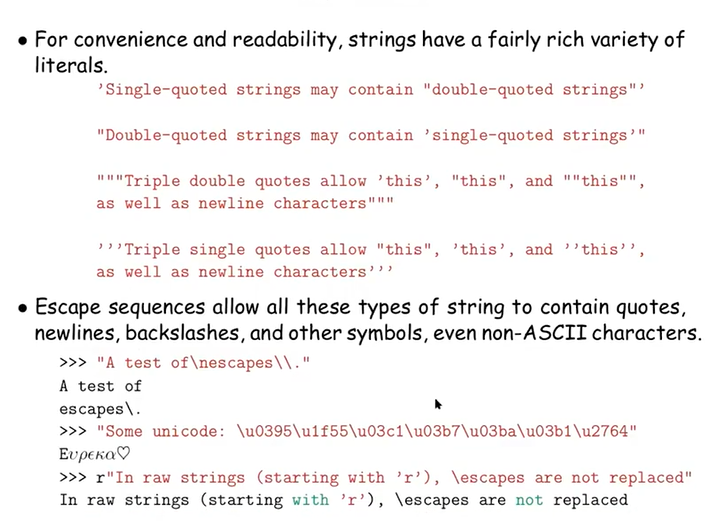 • For convenience and readability, strings have a fairly rich variety of
literals.
’Single-quoted strings may contain "double-quoted strings"’
"Double-quoted strings may contain ’single-quoted strings’"
"""Triple double quotes allow ’this’, "this", and ""this"",
as well as newline characters"""
’’’Triple single quotes allow "this", ’this’, and ’’this’’,
as well as newline characters’’’
• Escape sequences allow all these types of string to contain quotes,
newlines, backslashes, and other symbols, even non-ASCII characters.
>>> "A test of\nescapes\\."
A test of
escapes\.
>>> "Some unicode: \u0395\u1f55\u03c1\u03b7\u03ba\u03b1\u2764"
Ευρεκα♡
>>> r"In raw strings (starting with ’r’), \escapes are not replaced"
In raw strings (starting with ’r’), \escapes are not replaced